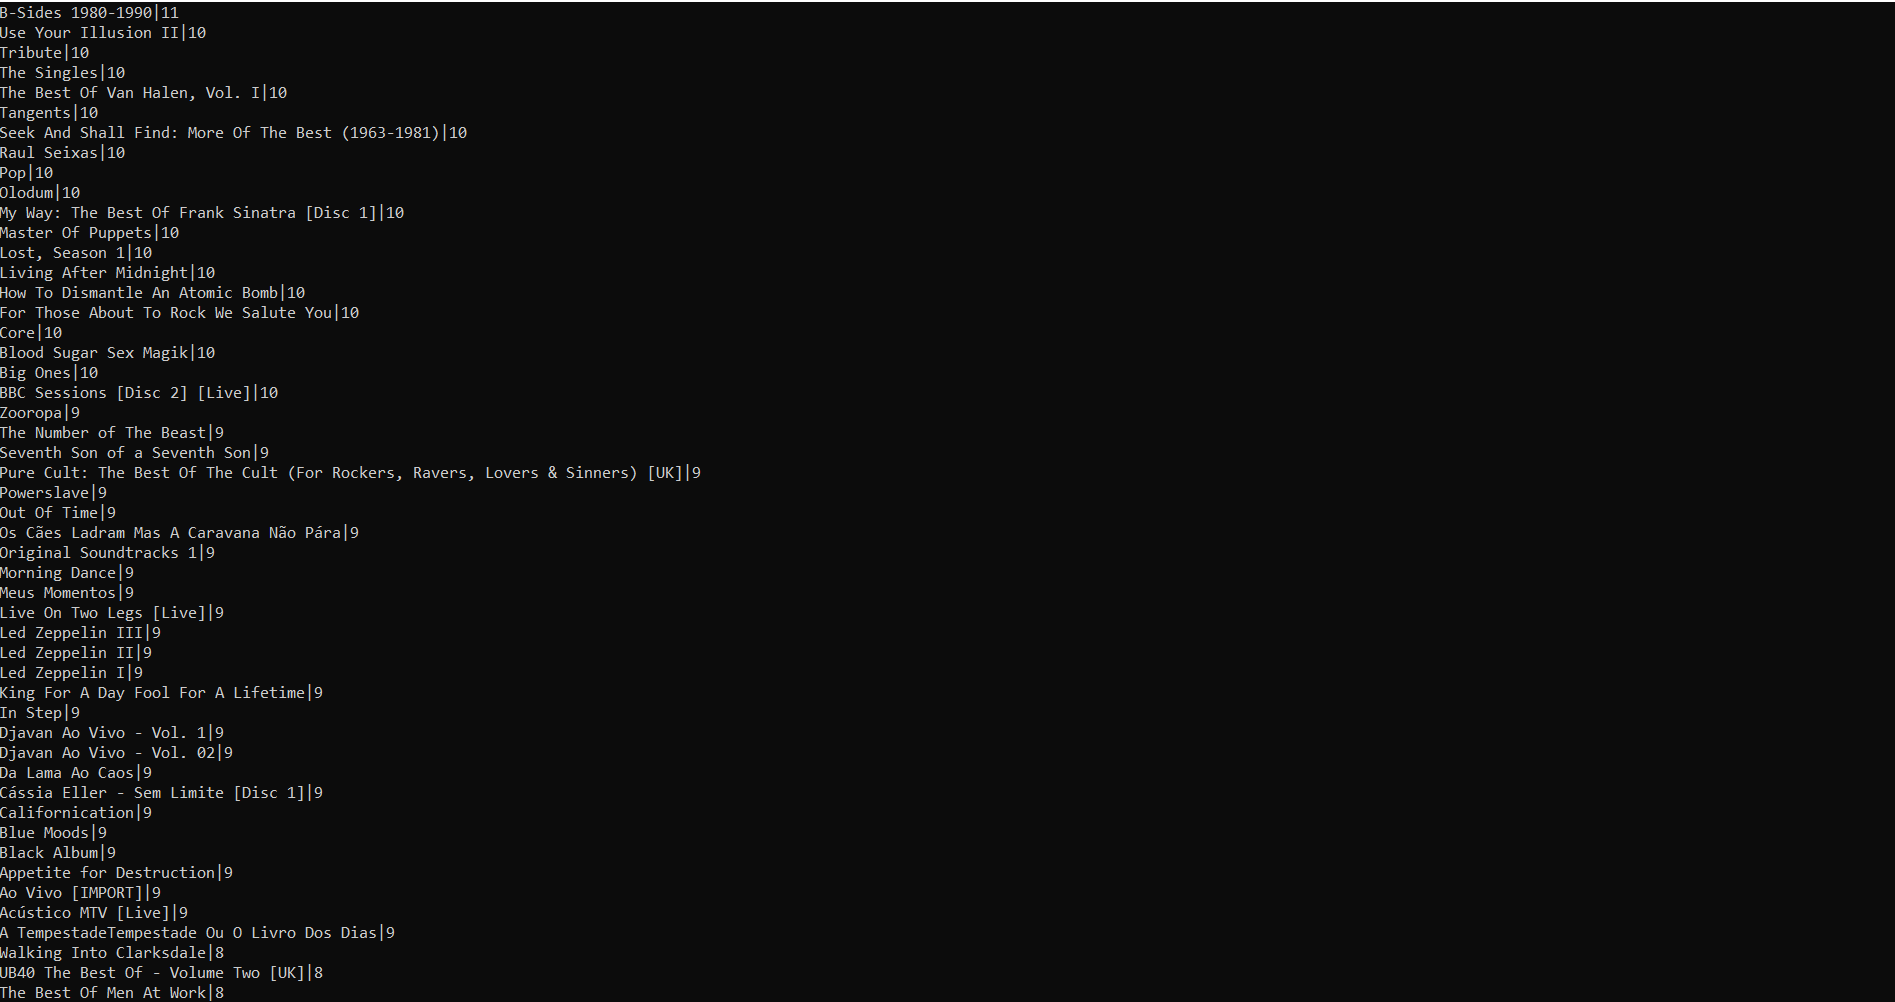 B-Sides 1980-1990|11
Use Your Illusion II|10
Tribute|10
The Singles|10
The Best Of Van Halen, Vol. I|10
Tangents|10
Seek And Shall Find: More Of The Best (1963-1981)|10
Raul Seixas|10
Pop|10
Olodum|10
My Way: The Best Of Frank Sinatra [Disc 1]|10
Master Of Puppets|10
Lost, Season 1|10
Living After Midnight|10
How To Dismantle An Atomic Bomb|10
For Those About To Rock We Salute You|10
Core|10
Blood Sugar Sex Magik|10
Big Ones|10
BBC Sessions [Disc 2] [Live]|10
Zooropa|9
The Number of The Beast|9
Seventh Son of a Seventh Son|9
Pure Cult: The Best Of The Cult (For Rockers, Ravers, Lovers & Sinners) [UK]|9
Powerslave|9
Out Of Time|9
Os Cães Ladram Mas A Caravana Não Pára|9
Original Soundtracks 1|9
Morning Dance|9
Meus Momentos|9
Live On Two Legs [Live]|9
Led Zeppelin III|9
Led Zeppelin II|9
Led Zeppelin I|9
King For A Day Fool For A Lifetime|9
In Step|9
Djavan Ao Vivo - Vol. 1|9
Djavan Ao Vivo - Vol. 02|9
Da Lama Ao Caos|9
Cássia Eller - Sem Limite [Disc 1]|9
Californication|9
Blue Moods|9
Black Album|9
Appetite for Destruction|9
Ao Vivo [IMPORT]|9
Acústico MTV [Live]|9
A TempestadeTempestade Ou O Livro Dos Dias|9
Walking Into Clarksdale|8
UB40 The Best Of - Volume Two [UK]|8
The Best Of Men At Work|8